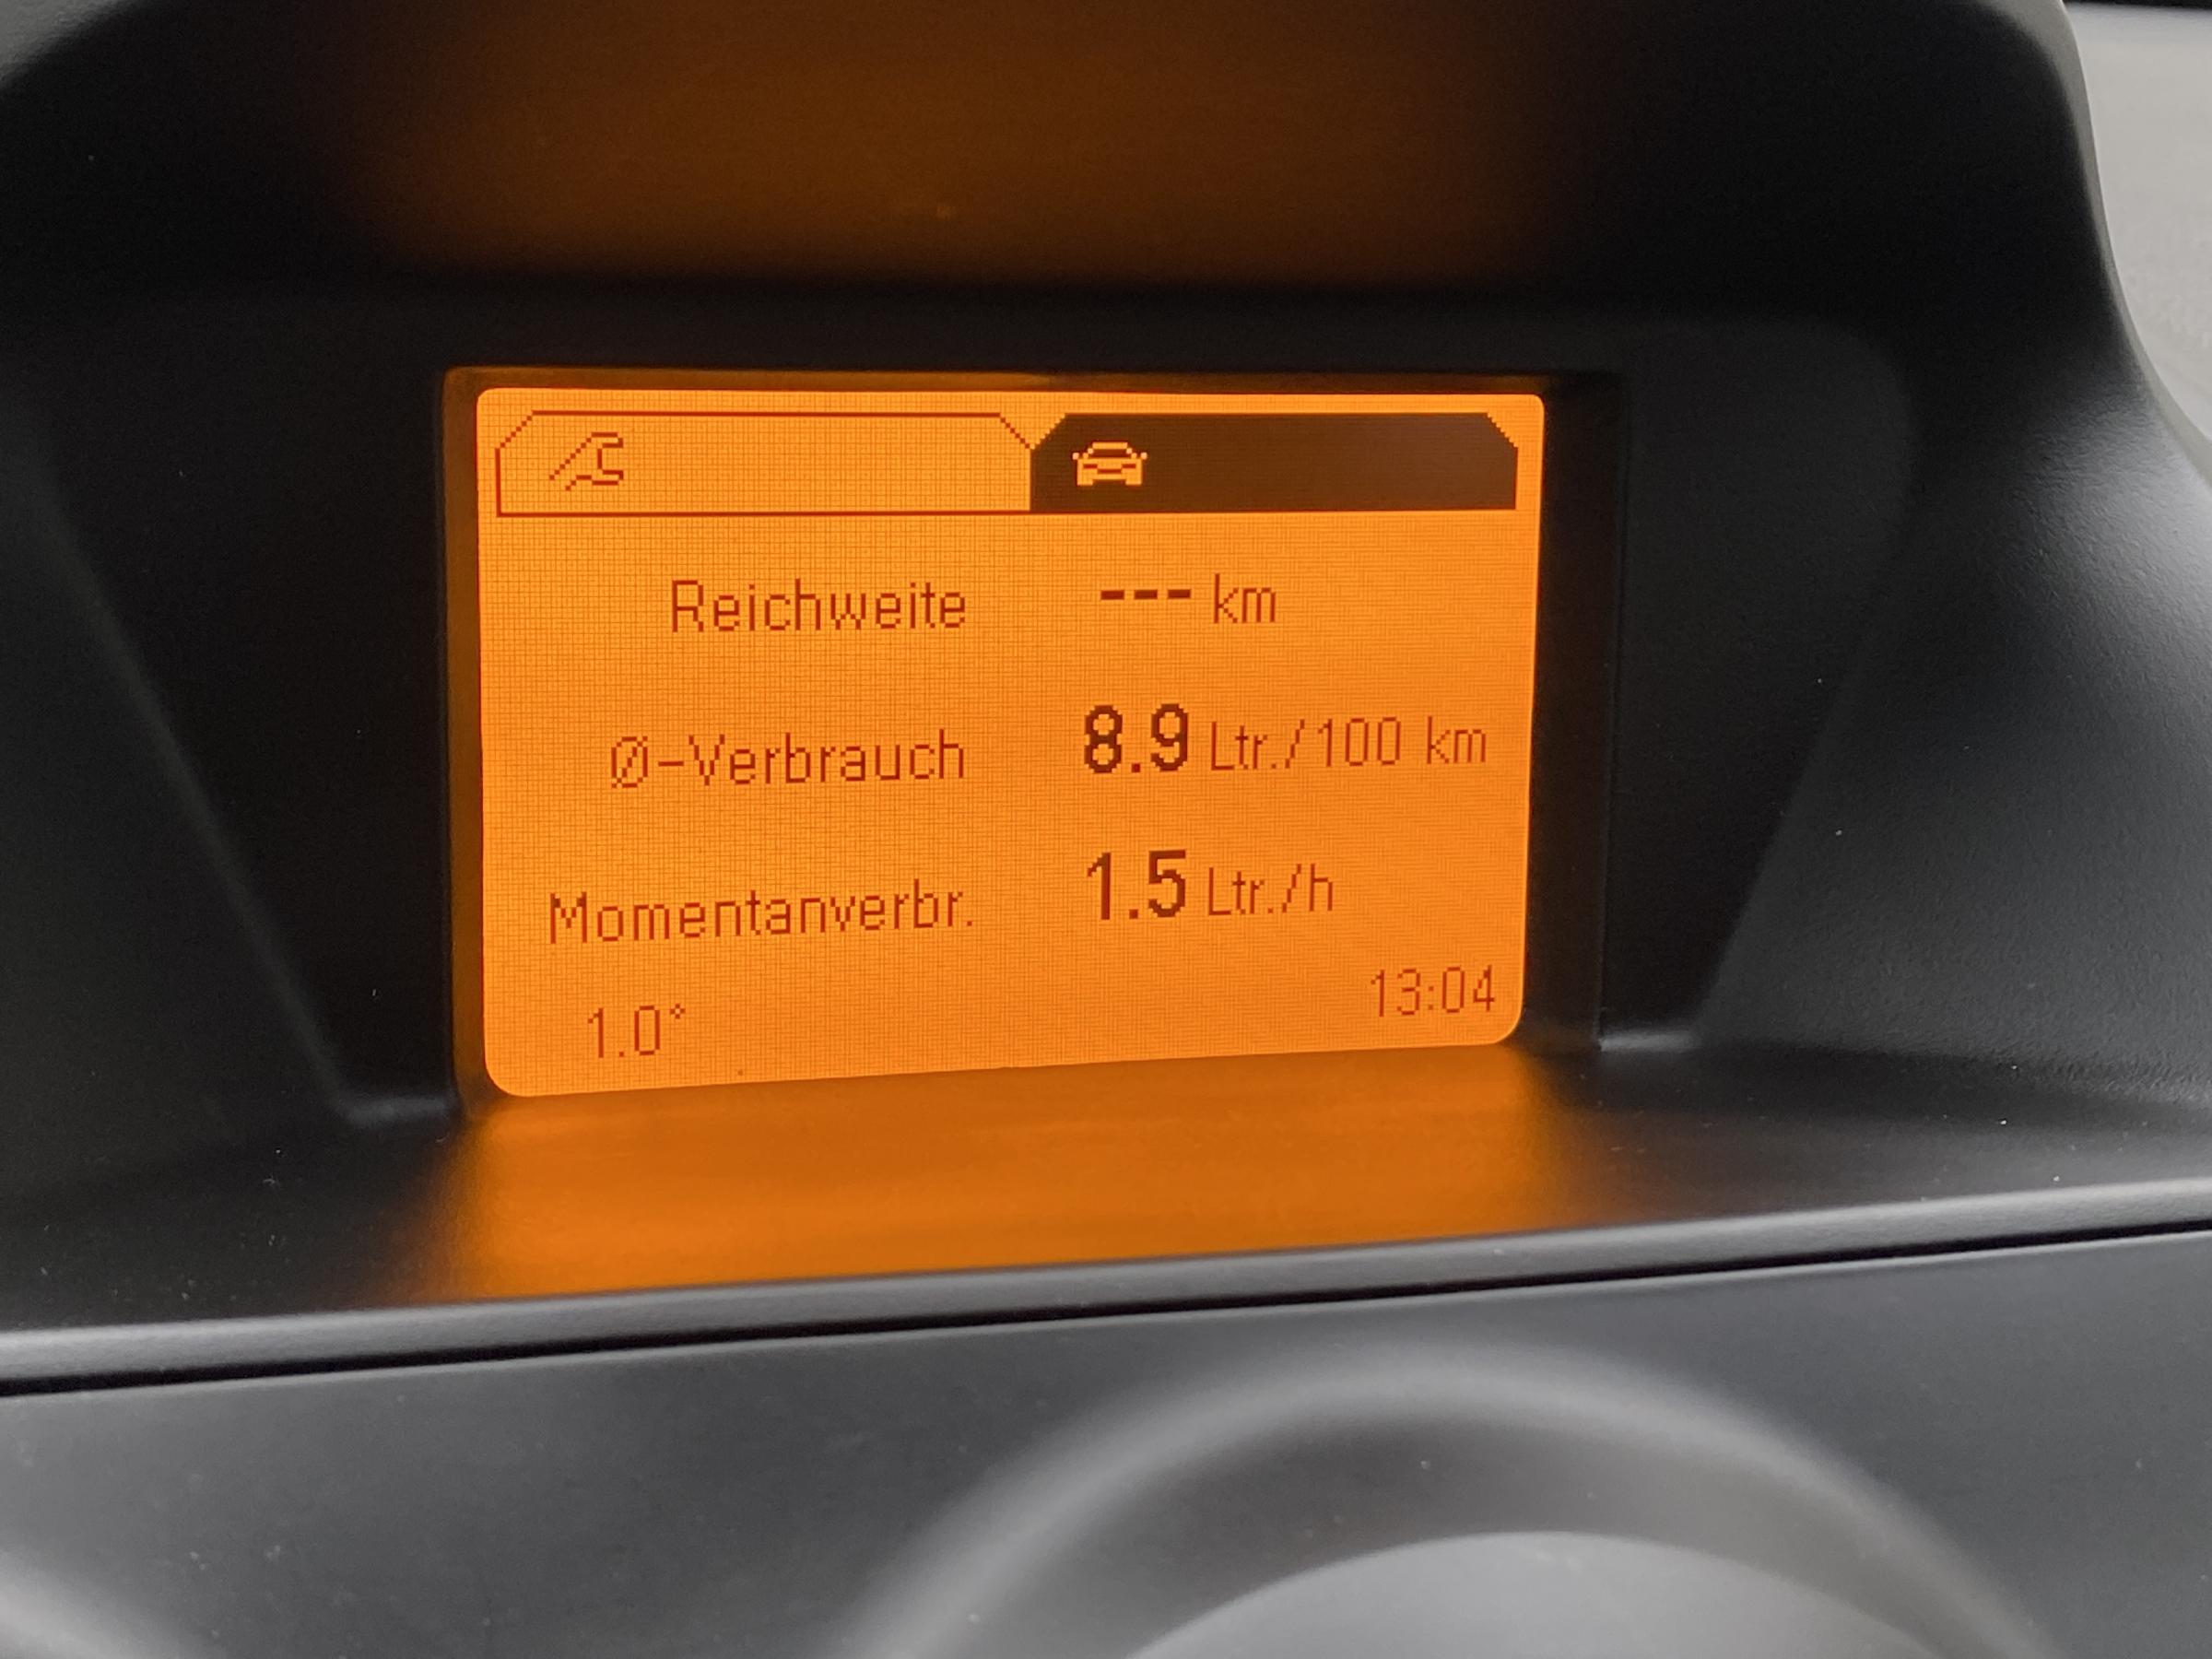 Reichweite --- km
Ø-Verbrauch 8.9 Ltr./100 km
Momentanverbr. 1.5 Ltr./h
1.0° 13:04